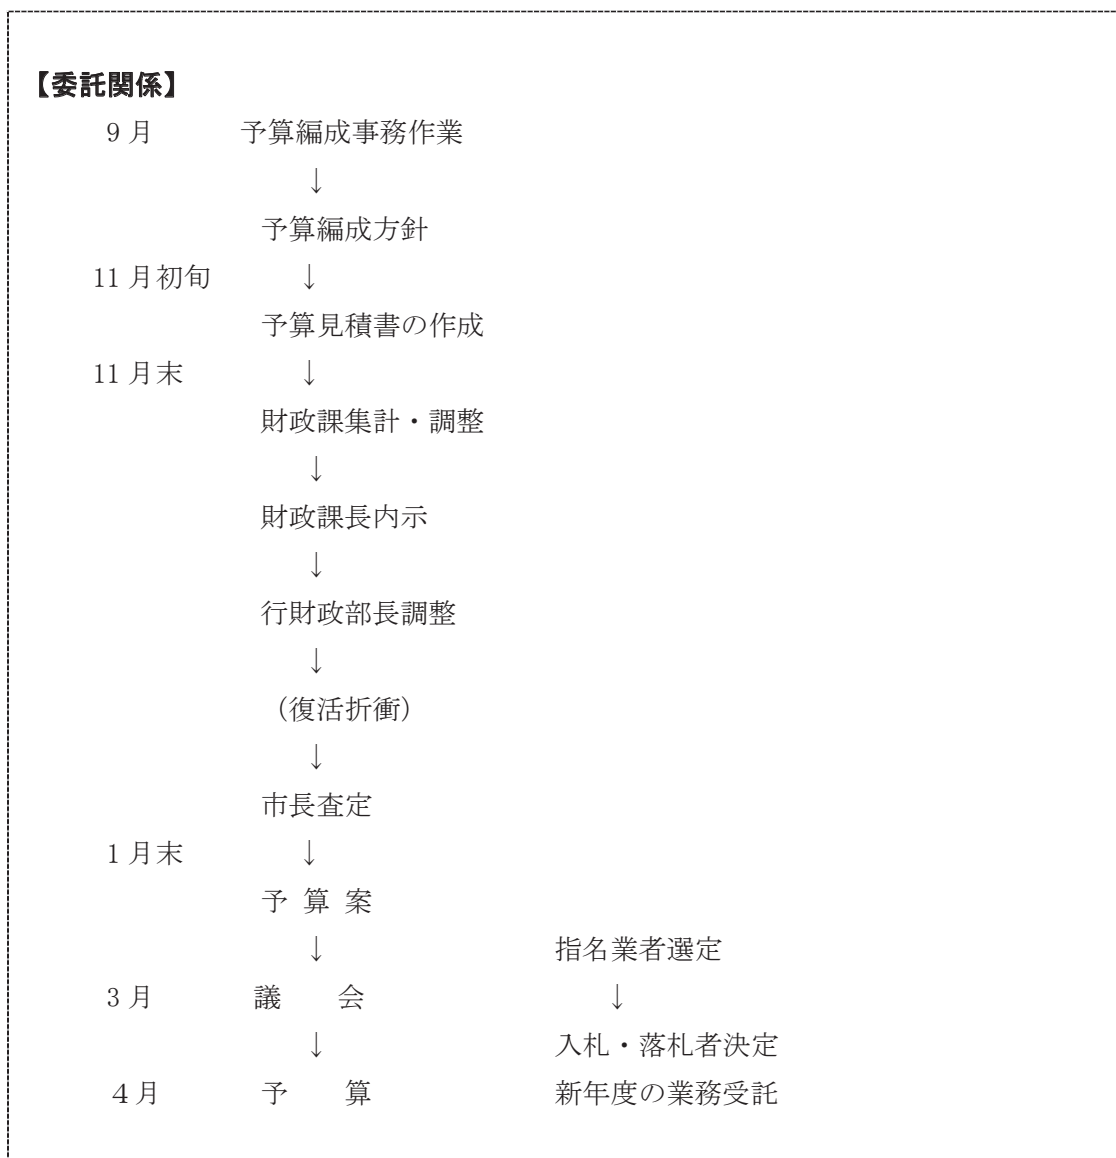 【委託関係】
9月 予算編成事務作業
↓
予算編成方針
11月初旬 ↓
予算見積書の作成
11月末 ↓
財政課集計・調整
↓
財政課長内示
↓
行財政部長調整
↓
(復活折衝)
↓
市長査定
1月末 ↓
予 算 案
↓ 指名業者選定
3月 議 会 ↓
↓ 入札・落札者決定
4月 予 算 新年度の業務受託